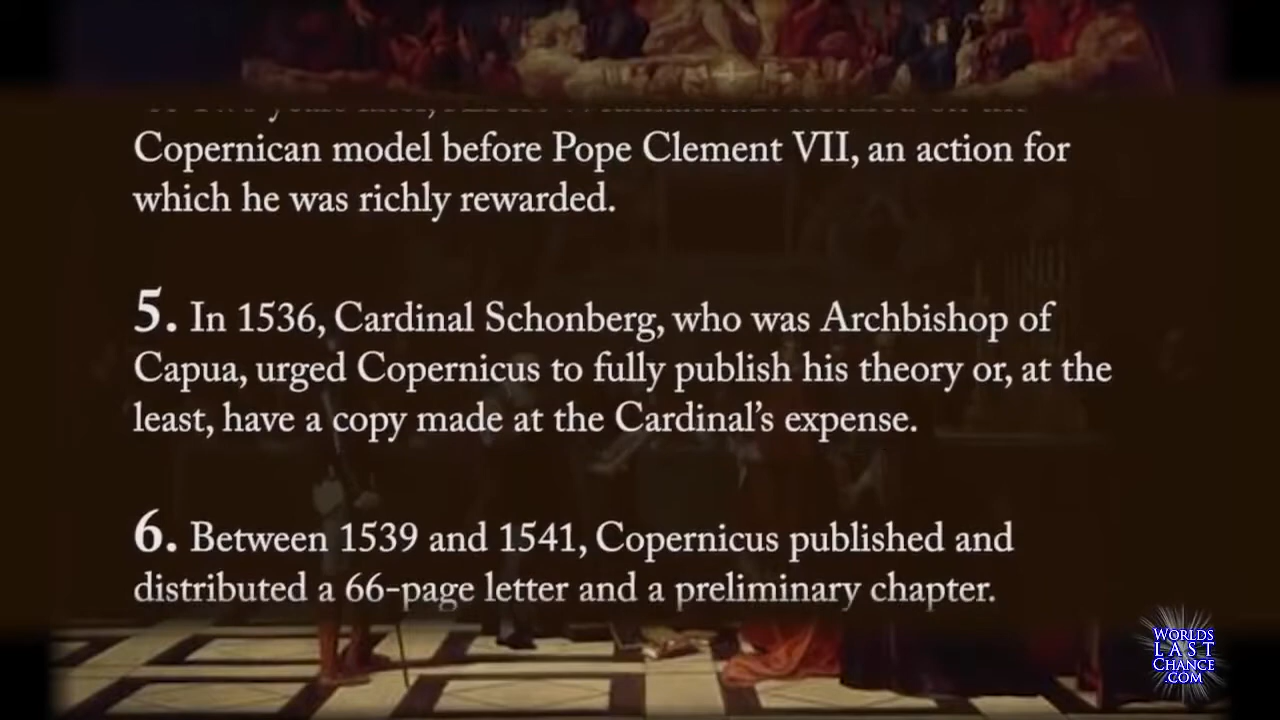 Copernican model before Pope Clement VII, an action for
which he was richly rewarded.
5. In 1536, Cardinal Schonberg, who was Archbishop of
Capua, urged Copernicus to fully publish his theory or, at the
least, have a copy made at the Cardinal's expense.
6. Between 1539 and 1541, Copernicus published and
distributed a 66-page letter and a preliminary chapter.
WORLDS
LAST
CHANCE
.COM